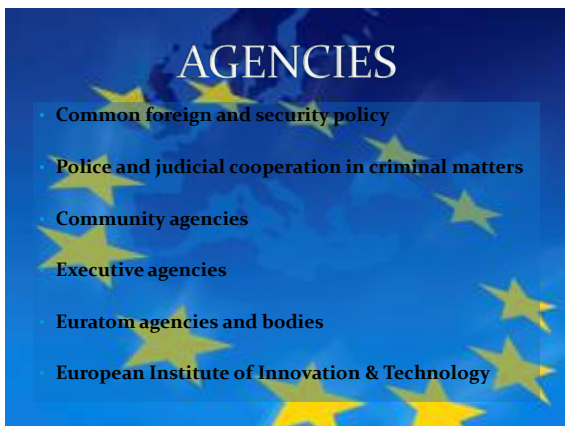 AGENCIES
Common foreign and security policy
Police and judicial cooperation in criminal matters
Community agencies
Executive agencies
Euratom agencies and bodies
European Institute of Innovation & Technology